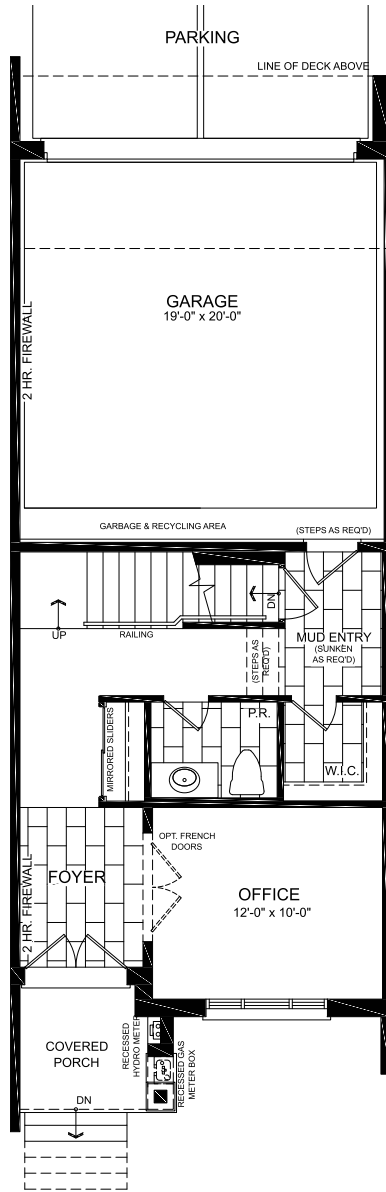 PARKING
LINE OF DECK ABOVE
GARAGE
19'-0" x 20'-0"
2 HR. FIREWALL
GARBAGE & RECYCLING AREA
(STEPS AS REQ'D)
DN
UP
RAILING
MUD ENTRY
(SUNKEN
AS REQ'D)
(STEPS AS
REQ'D)
MIRRORED SLIDERS
P.R.
W.I.C.
OPT. FRENCH
DOORS
FOYER
2 HR. FIREWALL
OFFICE
12'-0" x 10'-0"
COVERED
PORCH
RECESSED
HYDRO METER
RECESSED GAS
METER BOX
DN